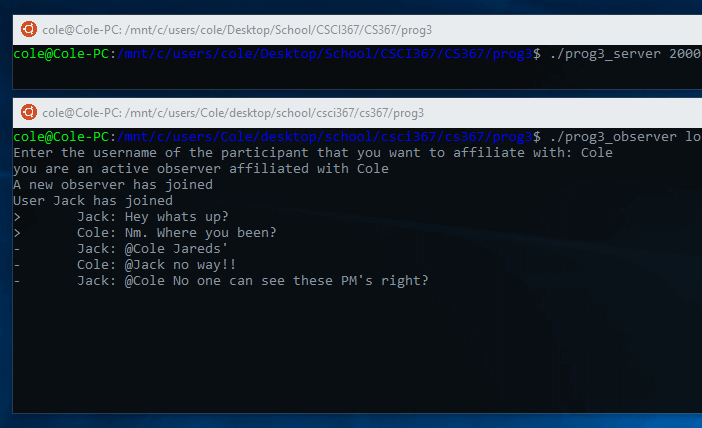 cole@Cole-PC: /mnt/c/users/cole/Desktop/School/CSCI367/CS367/prog3
cole@Cole-PC:/mnt/c/users/cole/Desktop/School/CSCI367/CS367/prog3$ ./prog3_server 2000
cole@Cole-PC: /mnt/c/users/Cole/desktop/school/csci367/cs367/prog3
cole@Cole-PC:/mnt/c/users/Cole/desktop/school/csci367/cs367/prog3$ ./prog3_observer lo
Enter the username of the participant that you want to affiliate with: Cole
you are an active observer affiliated with Cole
A new observer has joined
User Jack has joined
>       Jack: Hey whats up?
>       Cole: Nm. Where you been?
-       Jack: @Cole Jareds'
-       Cole: @Jack no way!!
-       Jack: @Cole No one can see these PM's right?